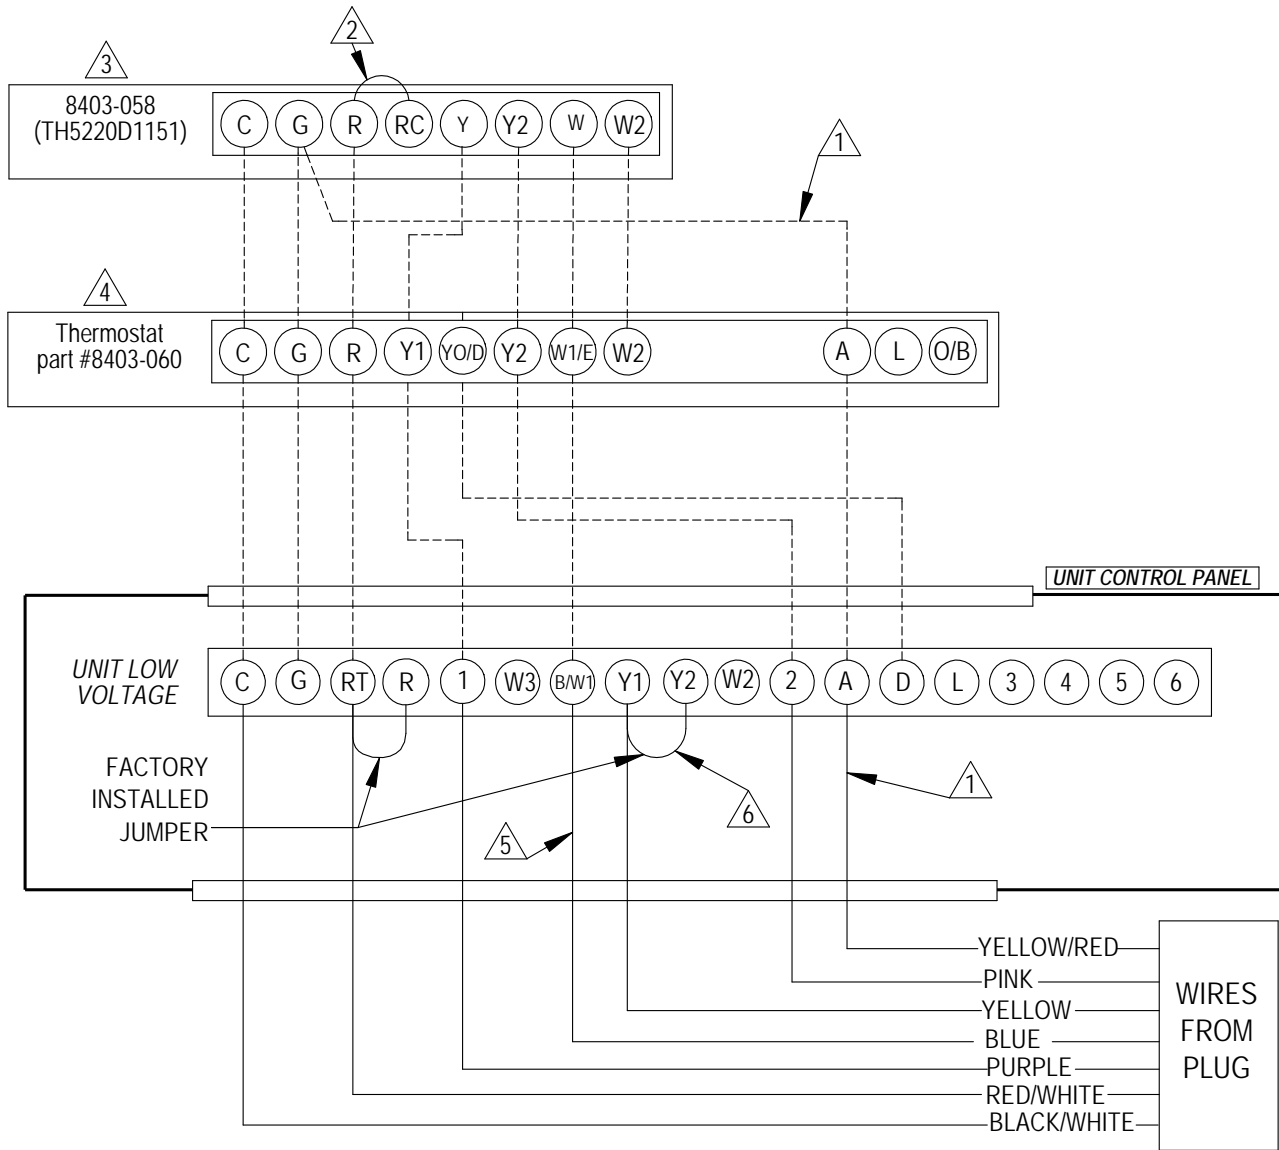 2
3
8403-058
(TH5220D1151)
C G R RC Y Y2 W W2
1
4
Thermostat
part #8403-060
C G R Y1 YO/D Y2 W1/E W2 A L O/B
UNIT CONTROL PANEL
UNIT LOW
VOLTAGE
C G RT R 1 W3 B/W1 Y1 Y2 W2 2 A D L 3 4 5 6
FACTORY
INSTALLED
JUMPER
1
6
5
YELLOW/RED
PINK
YELLOW
BLUE
PURPLE
RED/WHITE
BLACK/WHITE
WIRES
FROM
PLUG